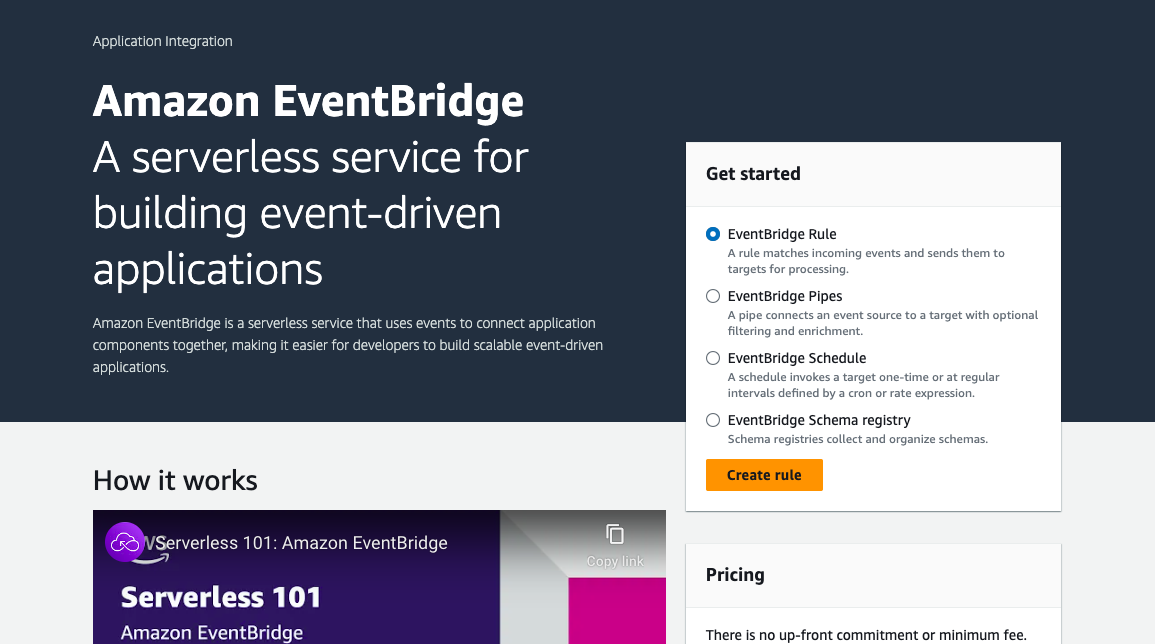 Application Integration
Amazon EventBridge
A serverless service for
building event-driven
applications
Amazon EventBridge is a serverless service that uses events to connect application
components together, making it easier for developers to build scalable event-driven
applications.
Get started
EventBridge Rule
A rule matches incoming events and sends them to
targets for processing.
EventBridge Pipes
A pipe connects an event source to a target with optional
filtering and enrichment.
EventBridge Schedule
A schedule invokes a target one-time or at regular
intervals defined by a cron or rate expression.
EventBridge Schema registry
Schema registries collect and organize schemas.
Create rule
How it works
Serverless 101: Amazon EventBridge
Copy link
Serverless 101
Amazon EventBridge
Pricing
There is no up-front commitment or minimum fee.